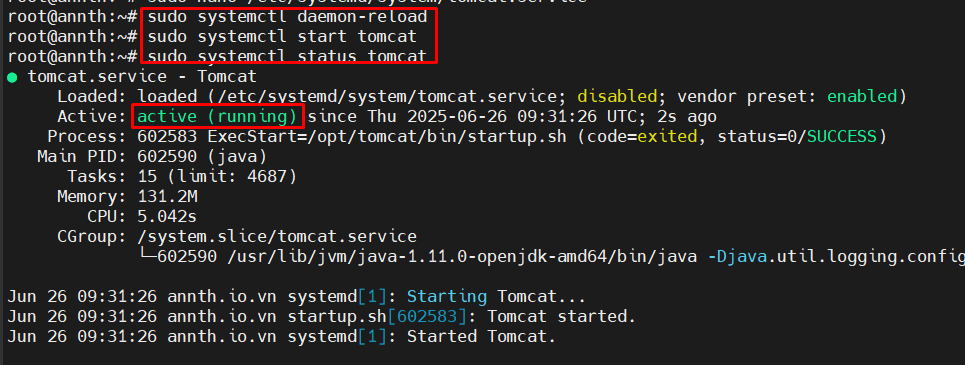 root@annth:~# sudo nano /etc/systemd/system/tomcat.service
root@annth:~# sudo systemctl daemon-reload
root@annth:~# sudo systemctl start tomcat
root@annth:~# sudo systemctl status tomcat
● tomcat.service - Tomcat
Loaded: loaded (/etc/systemd/system/tomcat.service; disabled; vendor preset: enabled)
Active: active (running) since Thu 2025-06-26 09:31:26 UTC; 2s ago
Process: 602583 ExecStart=/opt/tomcat/bin/startup.sh (code=exited, status=0/SUCCESS)
Main PID: 602590 (java)
Tasks: 15 (limit: 4687)
Memory: 131.2M
CPU: 5.042s
CGroup: /system.slice/tomcat.service
└─602590 /usr/lib/jvm/java-1.11.0-openjdk-amd64/bin/java -Djava.util.logging.config
Jun 26 09:31:26 annth.io.vn systemd[1]: Starting Tomcat...
Jun 26 09:31:26 annth.io.vn startup.sh[602583]: Tomcat started.
Jun 26 09:31:26 annth.io.vn systemd[1]: Started Tomcat.